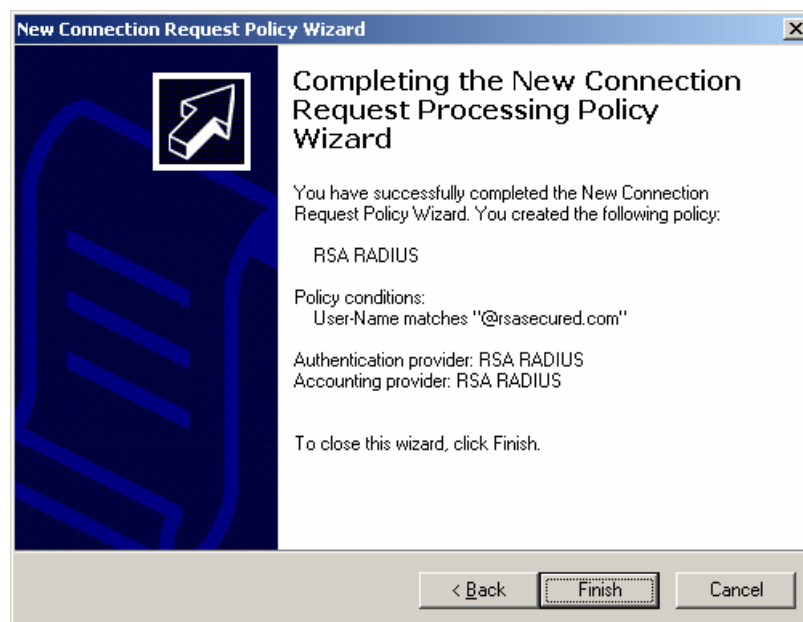 New Connection Request Policy Wizard
Completing the New Connection
Request Processing Policy
Wizard
You have successfully completed the New Connection
Request Policy Wizard. You created the following policy:
RSA RADIUS
Policy conditions:
User-Name matches "@rsasecured.com"
Authentication provider: RSA RADIUS
Accounting provider: RSA RADIUS
To close this wizard, click Finish.
< Back Finish Cancel